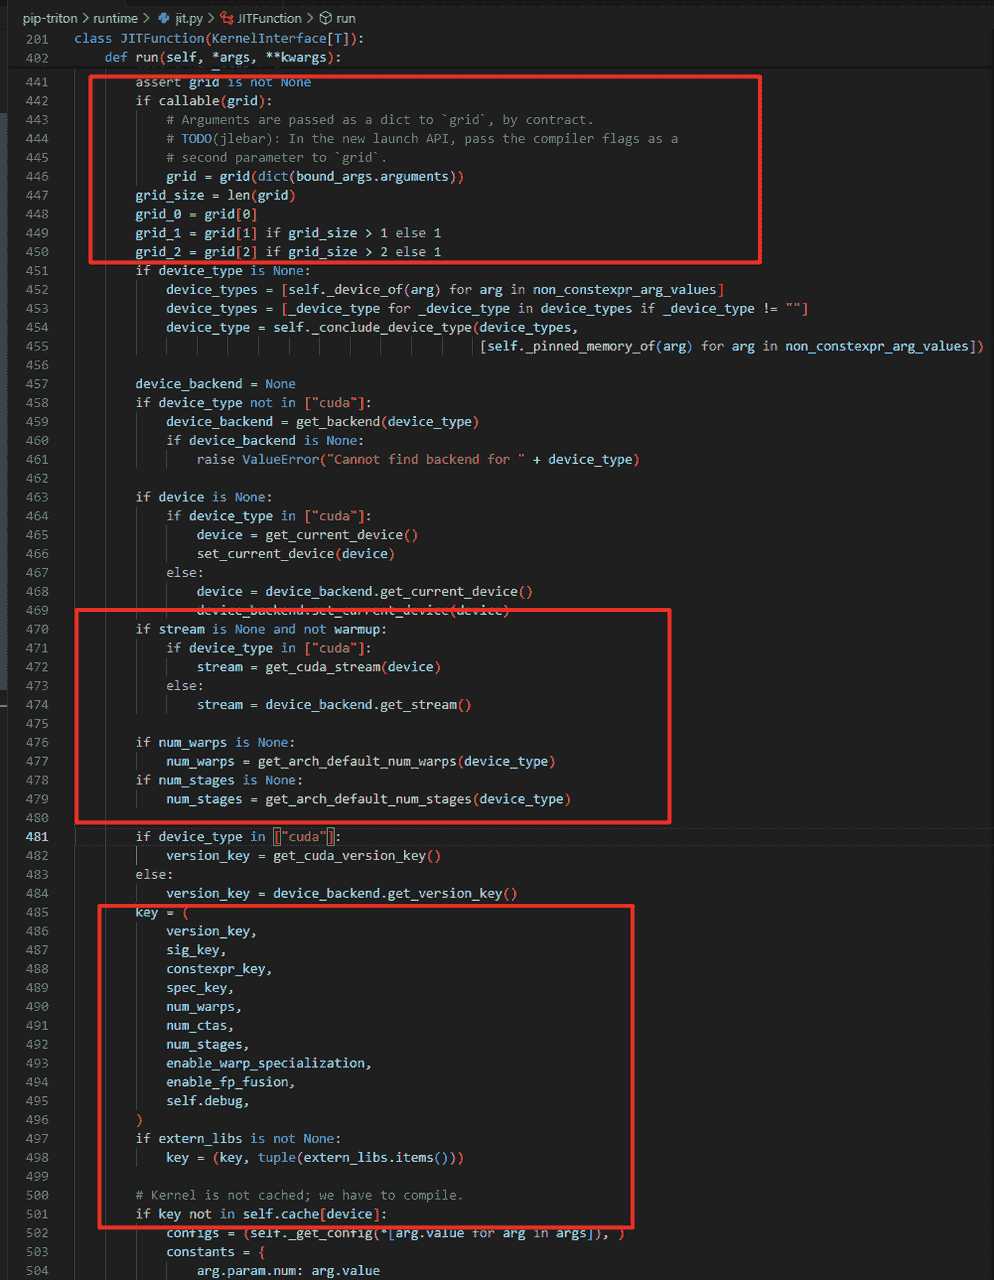 pip-triton > runtime > jit.py > JITFunction > run
201 class JITFunction(KernelInterface[T]):
402     def run(self, *args, **kwargs):
441         assert grid is not None
442         if callable(grid):
443             # Arguments are passed as a dict to `grid`, by contract.
444             # TODO(jlebar): In the new launch API, pass the compiler flags as a
445             # second parameter to `grid`.
446             grid = grid(dict(bound_args.arguments))
447         grid_size = len(grid)
448         grid_0 = grid[0]
449         grid_1 = grid[1] if grid_size > 1 else 1
450         grid_2 = grid[2] if grid_size > 2 else 1
451         if device_type is None:
452             device_types = [self._device_of(arg) for arg in non_constexpr_arg_values]
453             device_types = [_device_type for _device_type in device_types if _device_type != ""]
454             device_type = self._conclude_device_type(device_types,
455                                                      [self._pinned_memory_of(arg) for arg in non_constexpr_arg_values])
456
457         device_backend = None
458         if device_type not in ["cuda"]:
459             device_backend = get_backend(device_type)
460             if device_backend is None:
461                 raise ValueError("Cannot find backend for " + device_type)
462
463         if device is None:
464             if device_type in ["cuda"]:
465                 device = get_current_device()
466                 set_current_device(device)
467             else:
468                 device = device_backend.get_current_device()
469                 device_backend.set_current_device(device)
470         if stream is None and not warmup:
471             if device_type in ["cuda"]:
472                 stream = get_cuda_stream(device)
473             else:
474                 stream = device_backend.get_stream()
475
476         if num_warps is None:
477             num_warps = get_arch_default_num_warps(device_type)
478         if num_stages is None:
479             num_stages = get_arch_default_num_stages(device_type)
480
481         if device_type in ["cuda"]:
482             version_key = get_cuda_version_key()
483         else:
484             version_key = device_backend.get_version_key()
485         key = (
486             version_key,
487             sig_key,
488             constexpr_key,
489             spec_key,
490             num_warps,
491             num_ctas,
492             num_stages,
493             enable_warp_specialization,
494             enable_fp_fusion,
495             self.debug,
496         )
497         if extern_libs is not None:
498             key = (key, tuple(extern_libs.items()))
499
500         # Kernel is not cached; we have to compile.
501         if key not in self.cache[device]:
502             configs = (self._get_config(*[arg.value for arg in args]), )
503             constants = {
504                 arg.param.num: arg.value